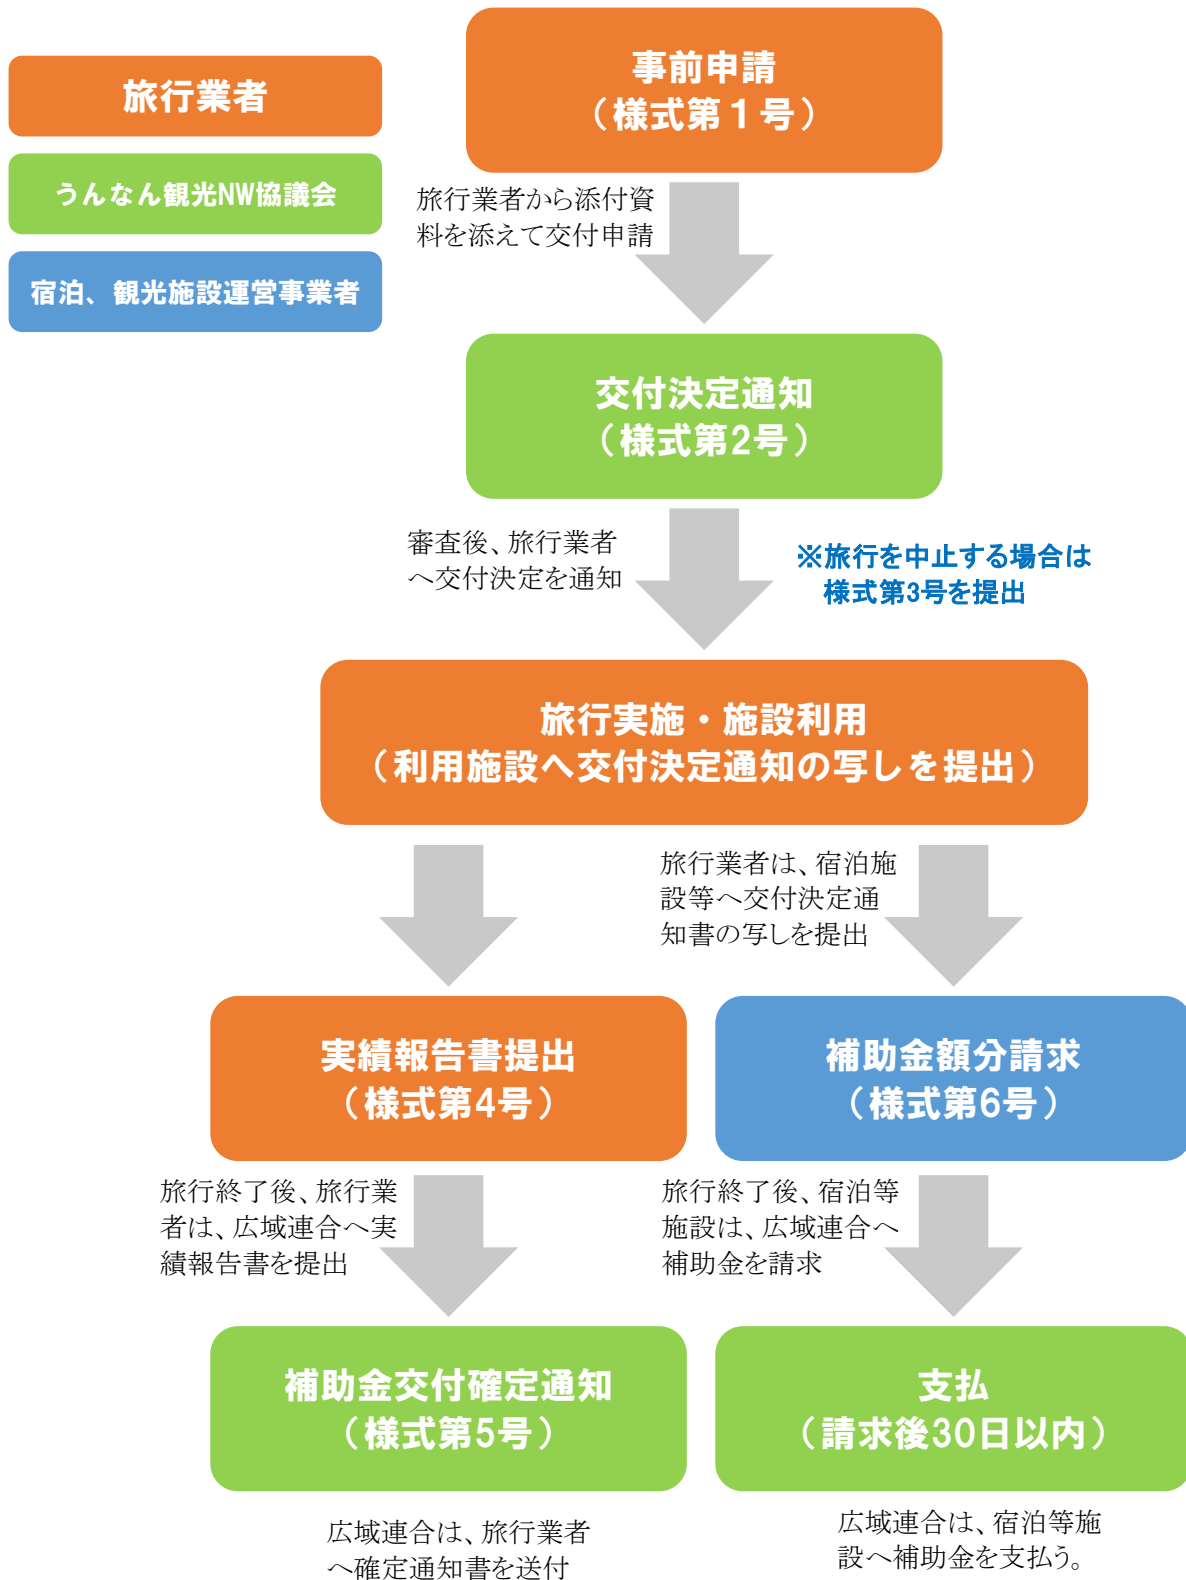 旅行業者
うんなん観光NW協議会
宿泊、観光施設運営事業者
事前申請
（様式第１号）
旅行業者から添付資
料を添えて交付申請
交付決定通知
（様式第2号）
審査後、旅行業者
へ交付決定を通知
※旅行を中止する場合は
様式第3号を提出
旅行実施・施設利用
（利用施設へ交付決定通知の写しを提出）
旅行業者は、宿泊施
設等へ交付決定通
知書の写しを提出
実績報告書提出
（様式第4号）
補助金額分請求
（様式第6号）
旅行終了後、旅行業
者は、広域連合へ実
績報告書を提出
旅行終了後、宿泊等
施設は、広域連合へ
補助金を請求
補助金交付確定通知
（様式第5号）
支払
（請求後30日以内）
広域連合は、旅行業者
へ確定通知書を送付
広域連合は、宿泊等施
設へ補助金を支払う。